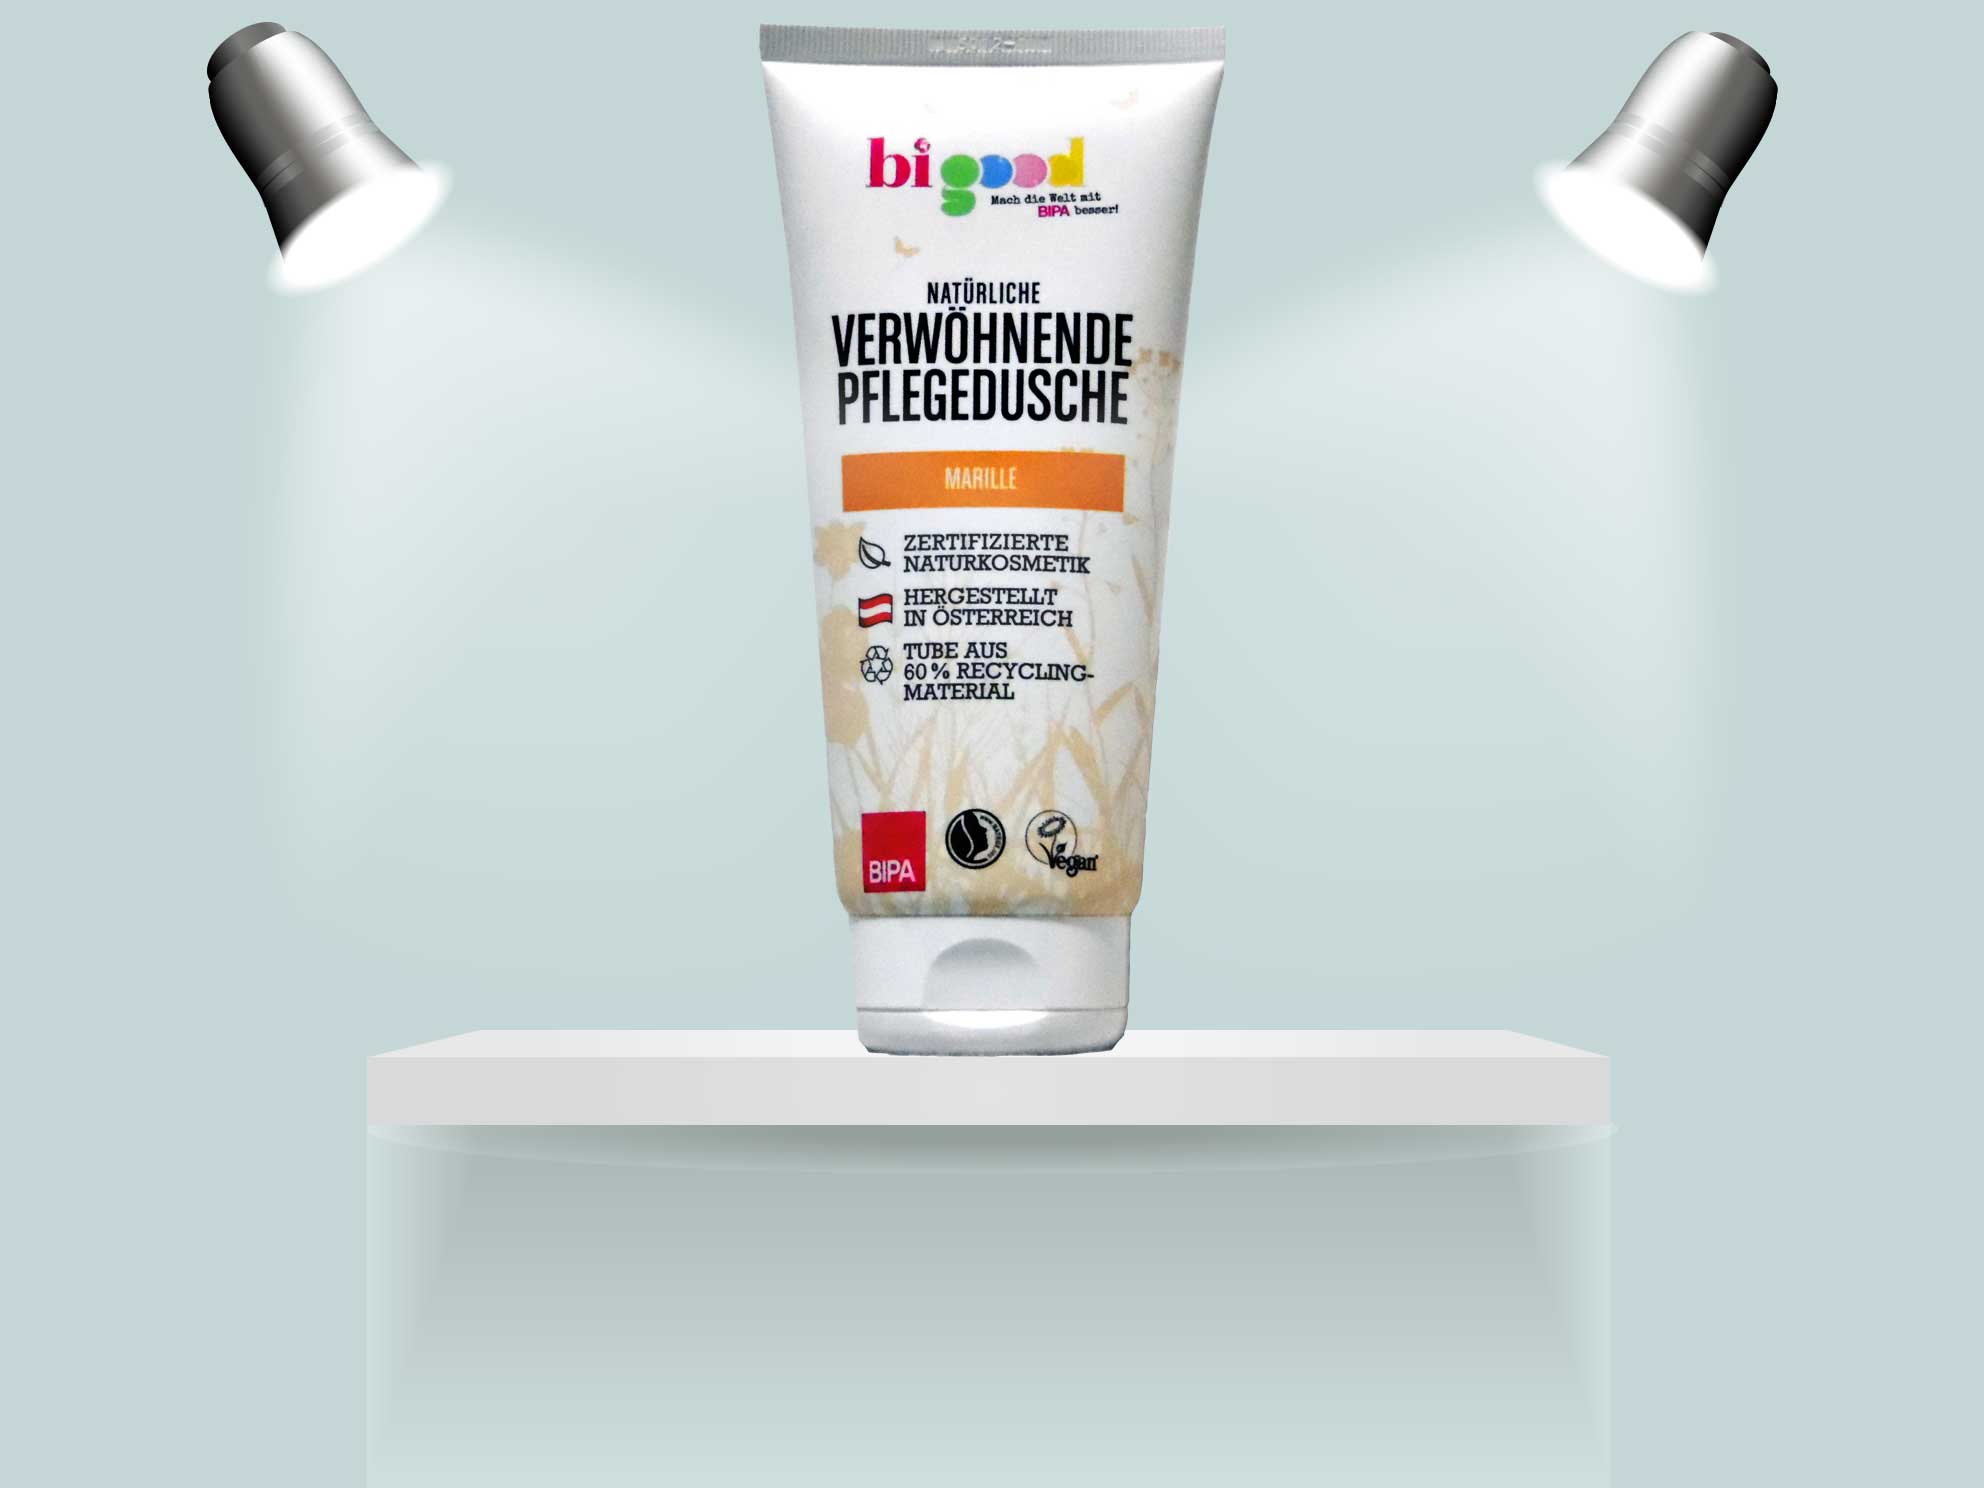 bi good
Mach die Welt mit
BIPA besser!
NATÜRLICHE
VERWÖHNENDE
PFLEGEDUSCHE
MARILLE
ZERTIFIZIERTE
NATURKOSMETIK
HERGESTELLT
IN ÖSTERREICH
TUBE AUS
60% RECYCLING-
MATERIAL
BIPA
Vegan